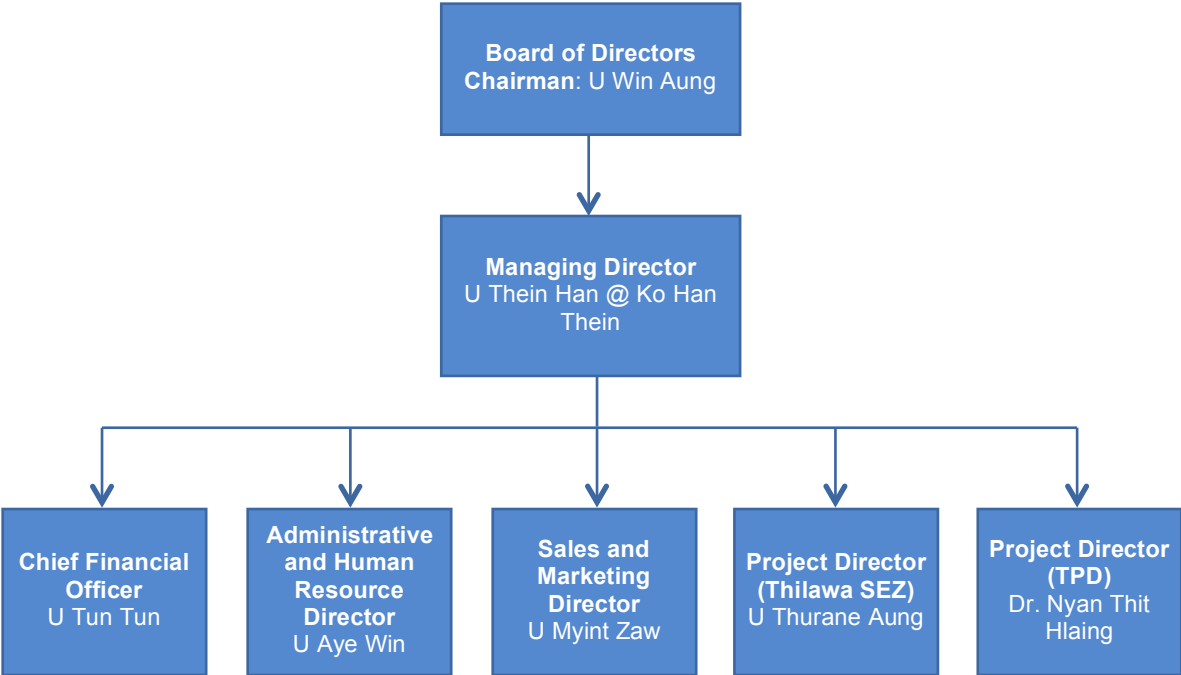 Board of Directors
Chairman: U Win Aung
Managing Director
U Thein Han @ Ko Han
Thein
Chief Financial
Officer
U Tun Tun
Administrative
and Human
Resource
Director
U Aye Win
Sales and
Marketing
Director
U Myint Zaw
Project Director
(Thilawa SEZ)
U Thurane Aung
Project Director
(TPD)
Dr. Nyan Thit
Hlaing